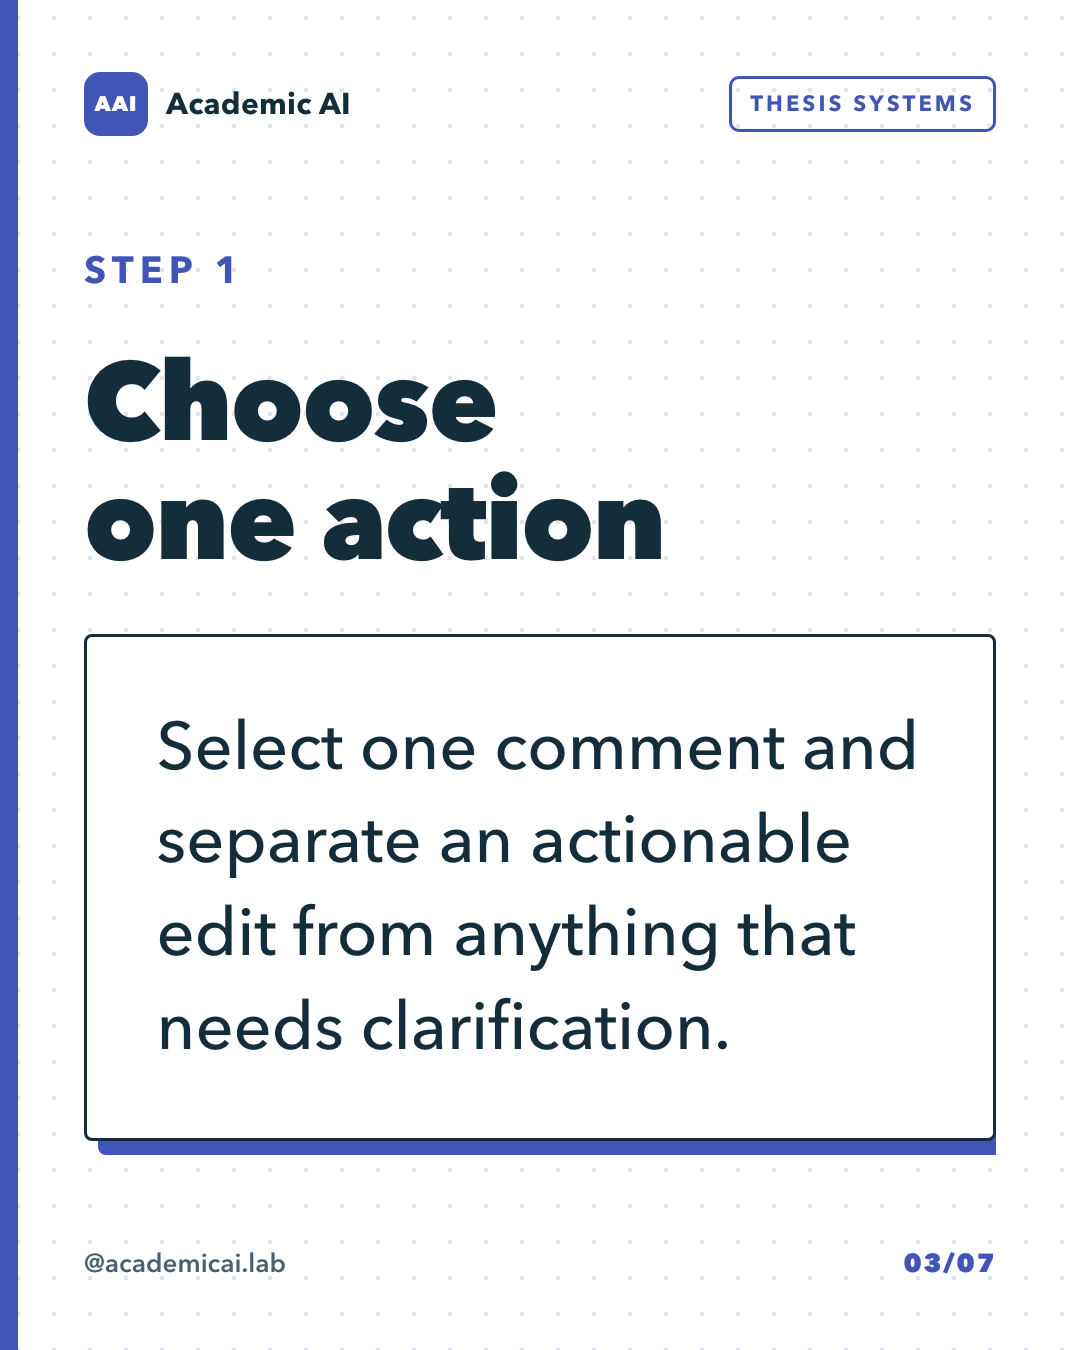 AAI
Academic AI
THESIS SYSTEMS
STEP 1
Choose
one action
Select one comment and
separate an actionable
edit from anything that
needs clarification.
@academicai.lab
03/07